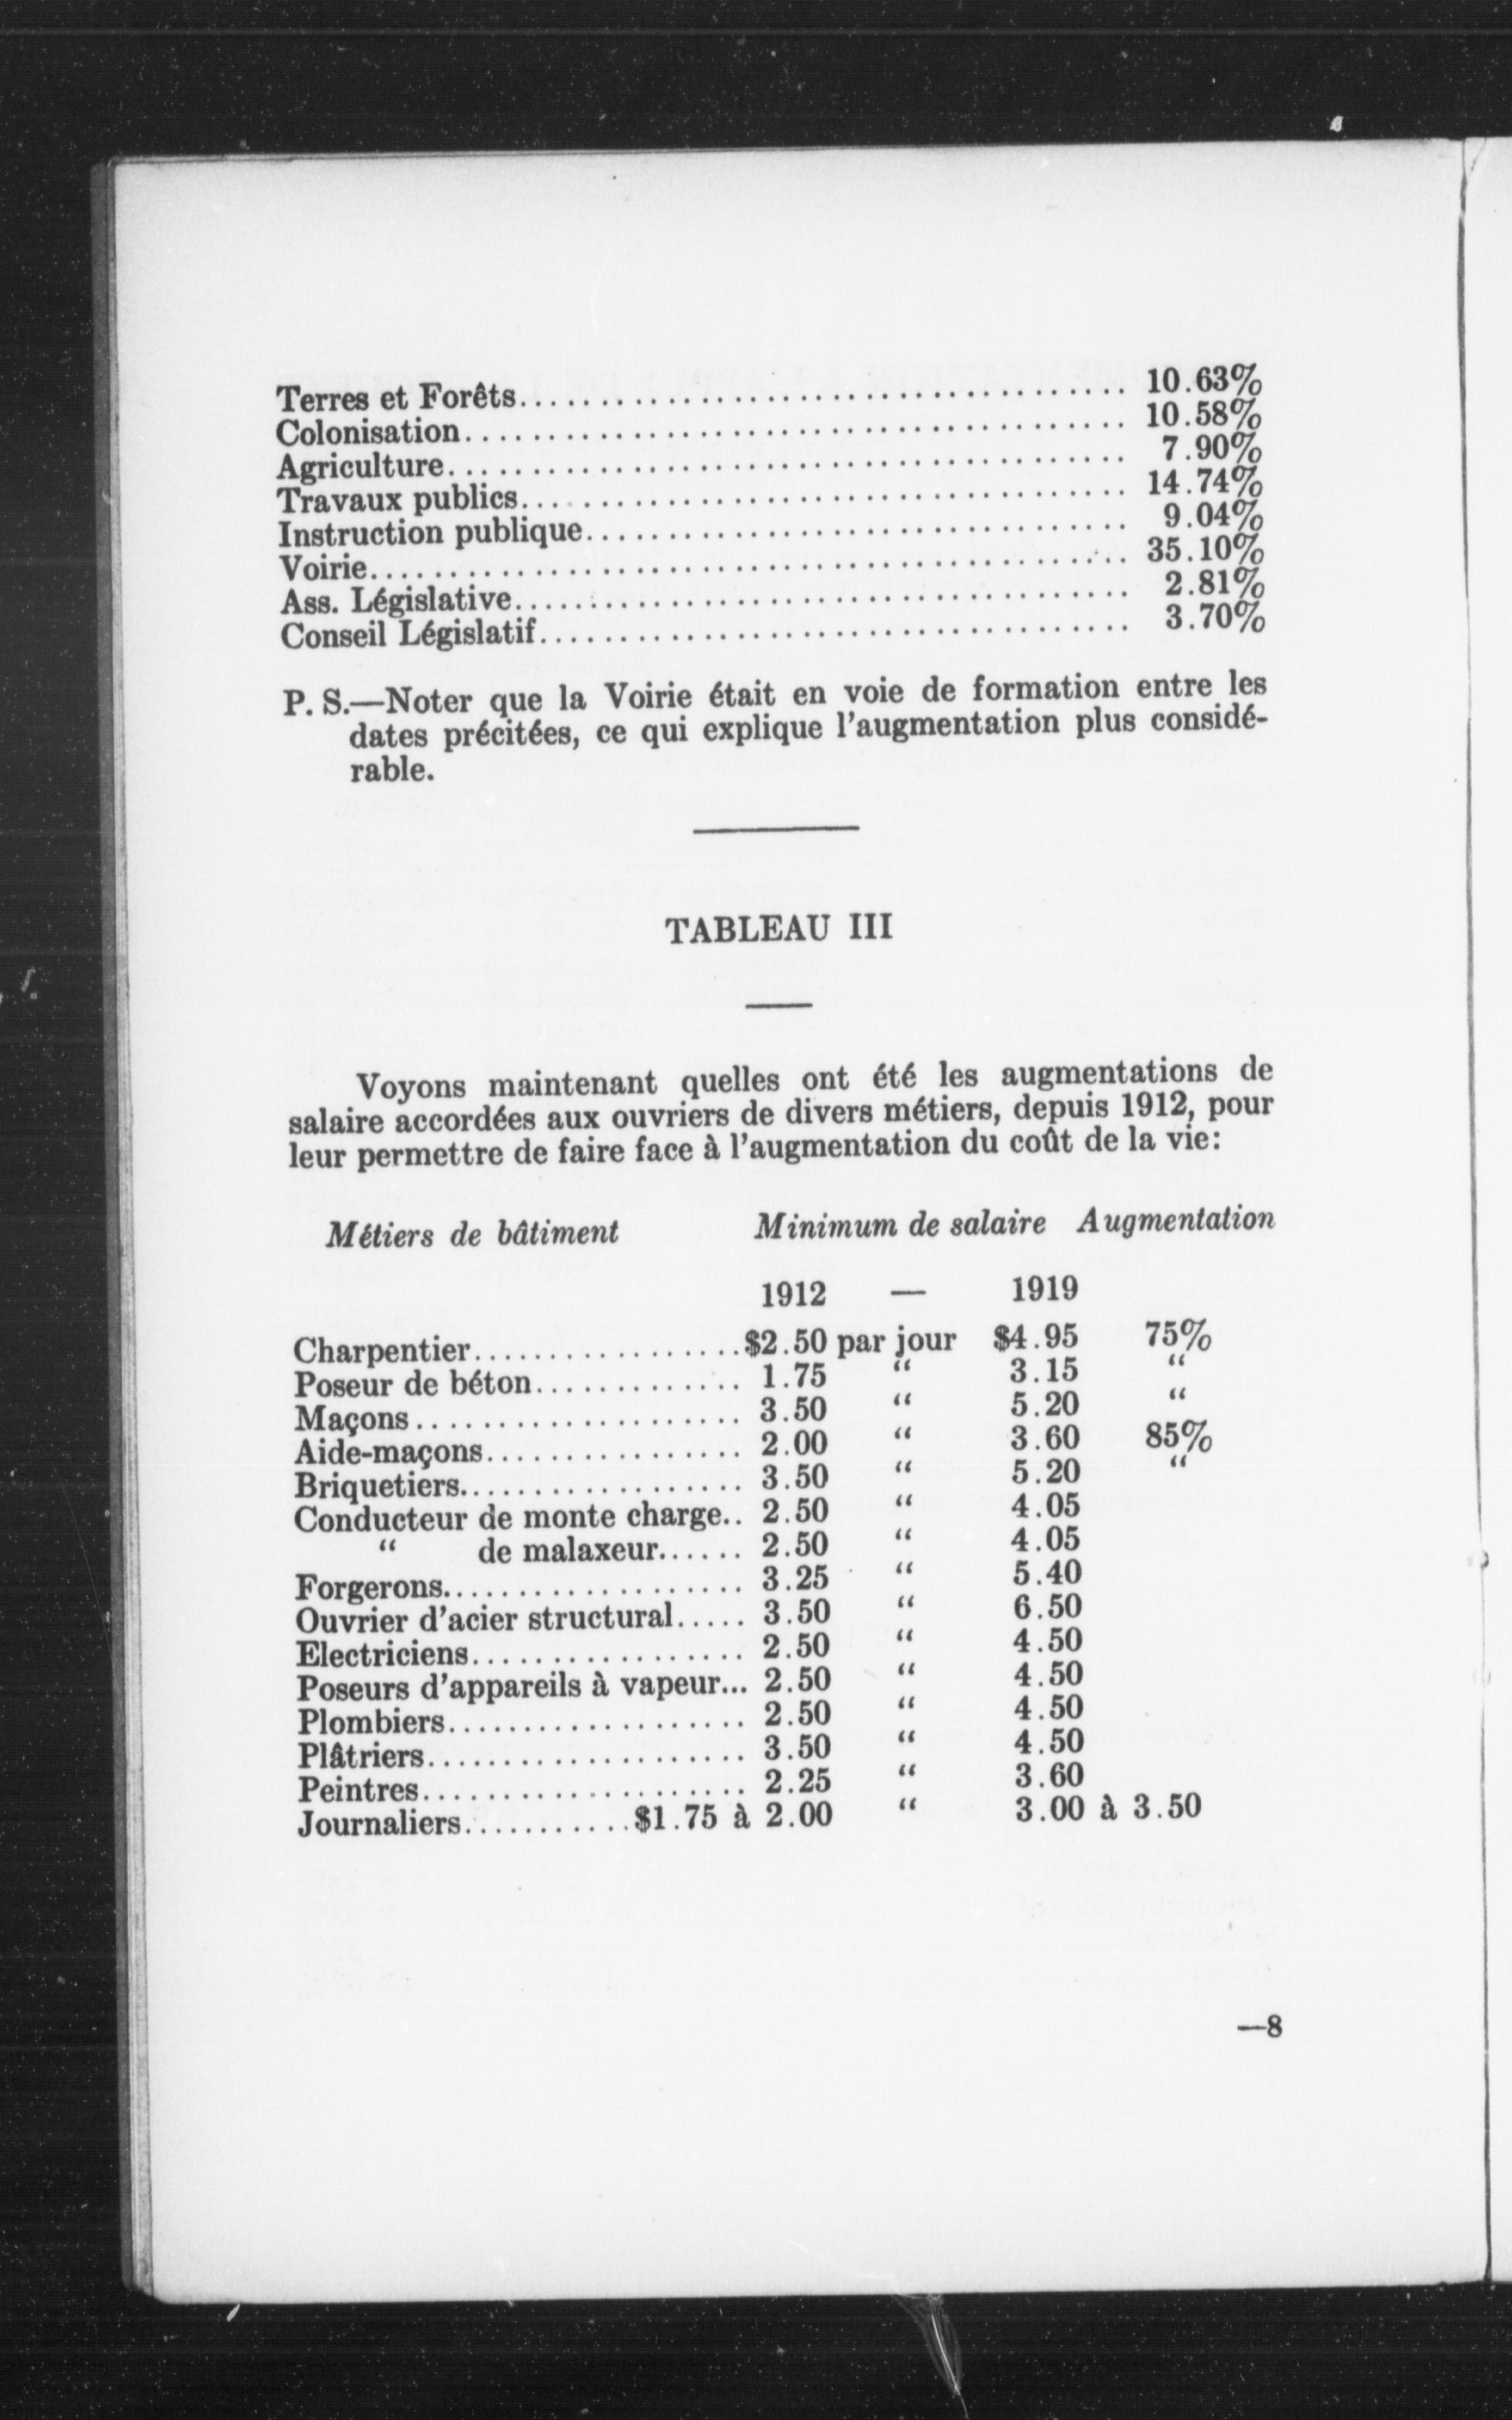 Terres et Forêts........................................ 10.63%
Colonisation........................................ 10.58%
Agriculture........................................ 7.90%
Travaux publics........................................ 14.74%
Instruction publique........................................ 9.04%
Voirie........................................ 35.10%
Ass. Législative........................................ 2.81%
Conseil Législatif........................................ 3.70%
P. S.—Noter que la Voirie était en voie de formation entre les
dates précitées, ce qui explique l'augmentation plus considé-
rable.
TABLEAU III
Voyons maintenant quelles ont été les augmentations de
salaire accordées aux ouvriers de divers métiers, depuis 1912, pour
leur permettre de faire face à l'augmentation du coût de la vie:
Métiers de bâtiment Minimum de salaire Augmentation
1912 — 1919
Charpentier..................$2.50 par jour $4.95 75%
Poseur de béton.............. 1.75 “ 3.15 “
Maçons...................... 3.50 “ 5.20 “
Aide-maçons................. 2.00 “ 3.60 85%
Briquetiers................... 3.50 “ 5.20 “
Conducteur de monte charge.. 2.50 “ 4.05
“ de malaxeur...... 2.50 “ 4.05
Forgerons.................... 3.25 “ 5.40
Ouvrier d'acier structural..... 3.50 “ 6.50
Electriciens.................. 2.50 “ 4.50
Poseurs d'appareils à vapeur... 2.50 “ 4.50
Plombiers.................... 2.50 “ 4.50
Plâtriers...................... 3.50 “ 4.50
Peintres...................... 2.25 “ 3.60
Journaliers...........$1.75 à 2.00 “ 3.00 à 3.50
—8